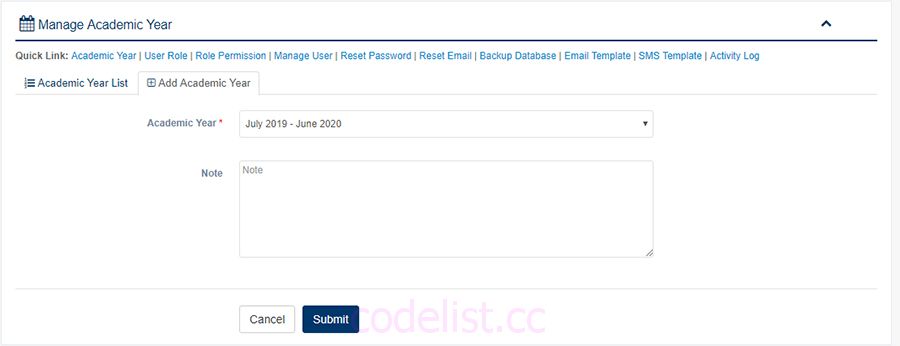 Manage Academic Year
Quick Link: Academic Year | User Role | Role Permission | Manage User | Reset Password | Reset Email | Backup Database | Email Template | SMS Template | Activity Log
Academic Year List Add Academic Year
Academic Year * July 2019 - June 2020
Note Note
Cancel Submit codelist.cc